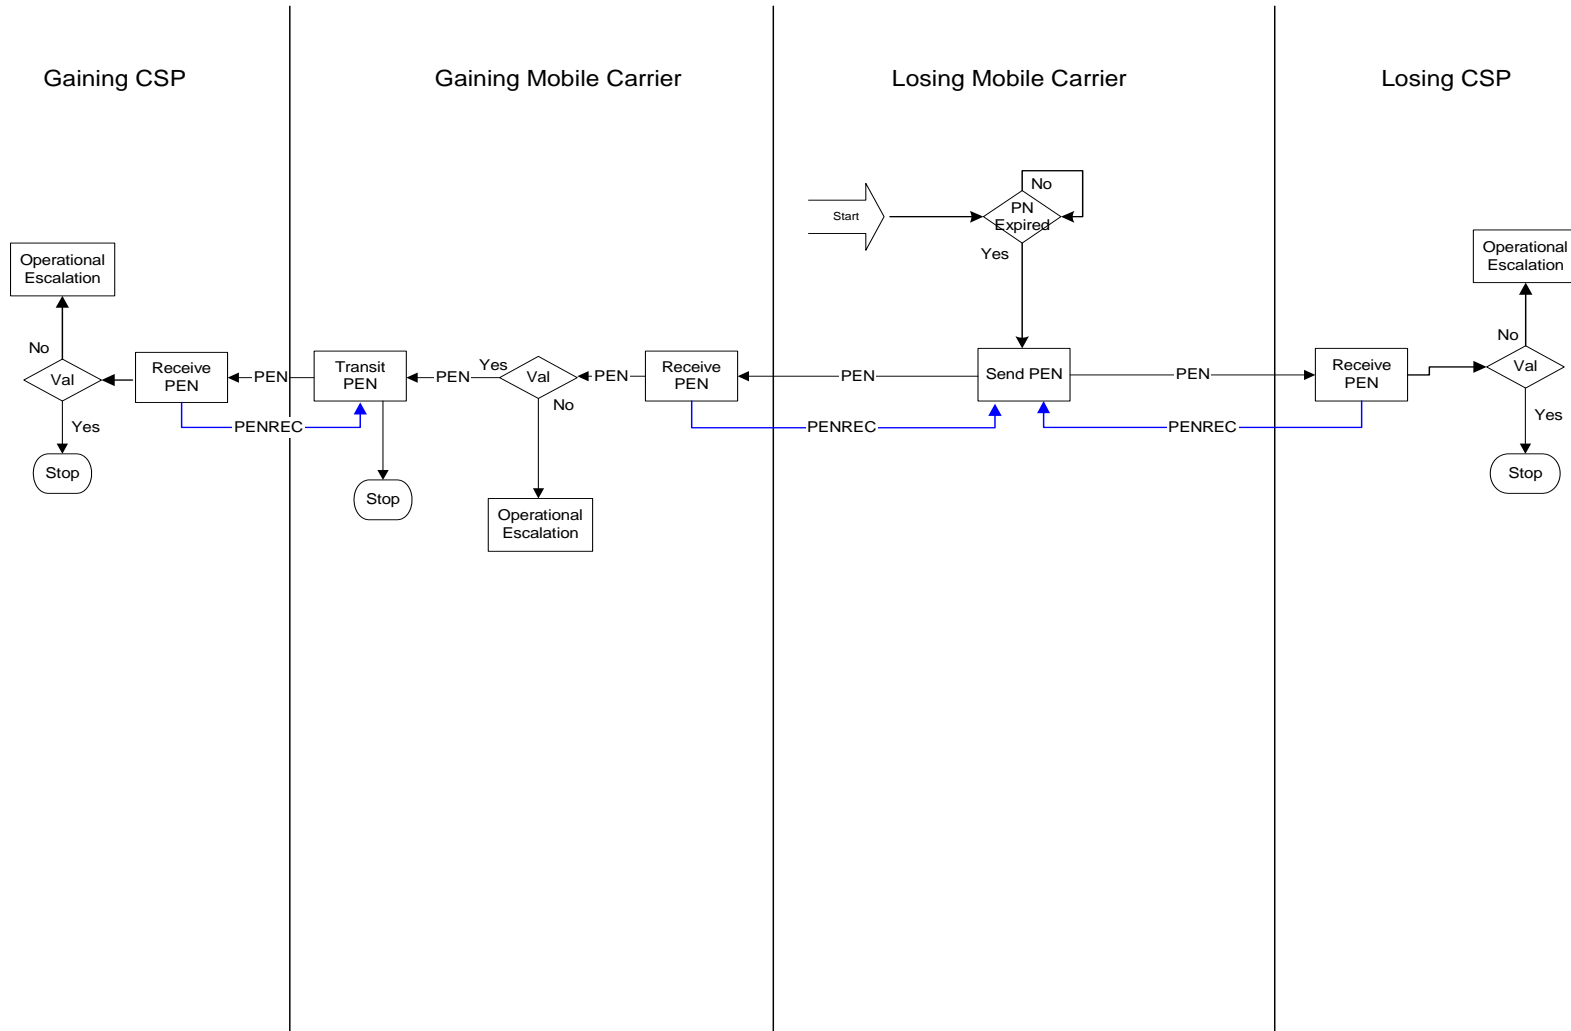 Gaining CSP
Gaining Mobile Carrier
Losing Mobile Carrier
Losing CSP
No
PN
Expired
Start
Yes
Operational
Escalation
No
Val
Yes
Stop
Receive
PEN
PEN
PENREC
Transit
PEN
Stop
PEN
Yes
Val
No
Operational
Escalation
PEN
Receive
PEN
PEN
PENREC
Send PEN
PEN
PENREC
Receive
PEN
Operational
Escalation
No
Val
Yes
Stop